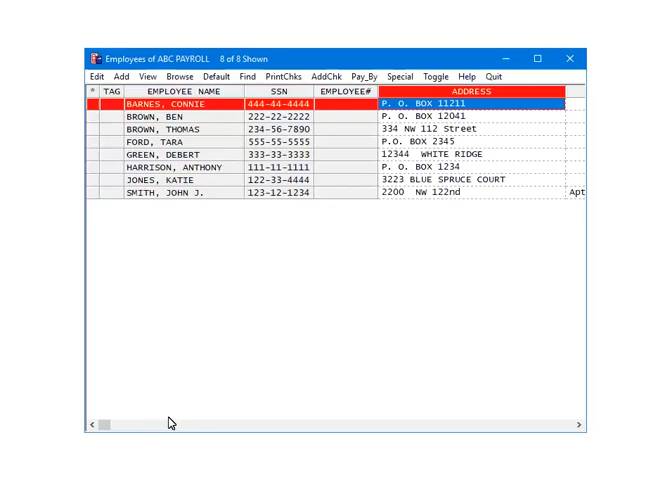 Employees of ABC PAYROLL 8 of 8 Shown
Edit Add View Browse Default Find PrintChks AddChk Pay_By Special Toggle Help Quit
* TAG EMPLOYEE NAME SSN EMPLOYEE# ADDRESS
BARNES, CONNIE 444-44-4444 P. O. BOX 11211
BROWN, BEN 222-22-2222 P. O. BOX 12041
BROWN, THOMAS 234-56-7890 334 NW 112 Street
FORD, TARA 555-55-5555 P.O. BOX 2345
GREEN, DEBERT 333-33-3333 12344 WHITE RIDGE
HARRISON, ANTHONY 111-11-1111 P. O. BOX 1234
JONES, KATIE 122-33-4444 3223 BLUE SPRUCE COURT
SMITH, JOHN J. 123-12-1234 2200 NW 122nd Apt